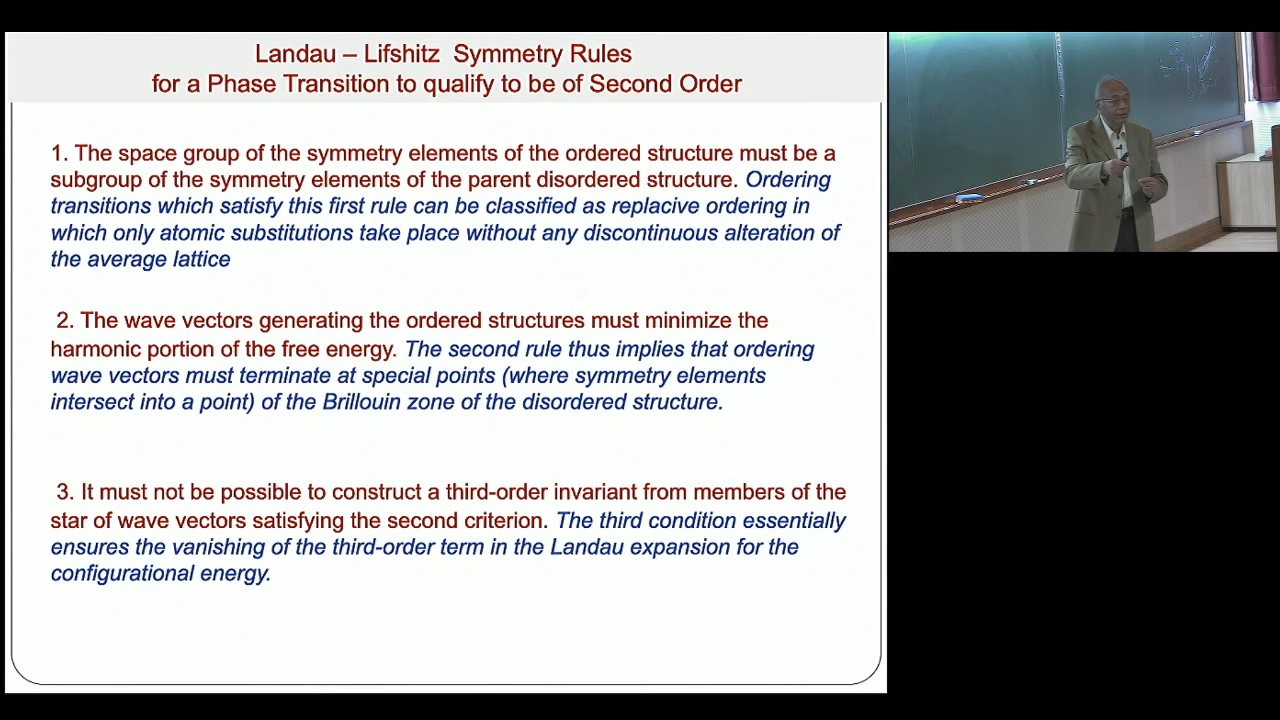 Landau – Lifshitz Symmetry Rules
for a Phase Transition to qualify to be of Second Order
1. The space group of the symmetry elements of the ordered structure must be a
subgroup of the symmetry elements of the parent disordered structure. Ordering
transitions which satisfy this first rule can be classified as replacive ordering in
which only atomic substitutions take place without any discontinuous alteration of
the average lattice
2. The wave vectors generating the ordered structures must minimize the
harmonic portion of the free energy. The second rule thus implies that ordering
wave vectors must terminate at special points (where symmetry elements
intersect into a point) of the Brillouin zone of the disordered structure.
3. It must not be possible to construct a third-order invariant from members of the
star of wave vectors satisfying the second criterion. The third condition essentially
ensures the vanishing of the third-order term in the Landau expansion for the
configurational energy.